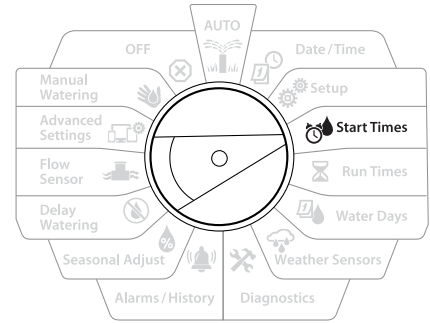 AUTO
OFF
Date / Time
Manual
Watering
Setup
Advanced
Settings
Start Times
Flow
Sensor
Run Times
Delay
Watering
Water Days
Seasonal Adjust
%
Weather Sensors
Alarms / History
Diagnostics